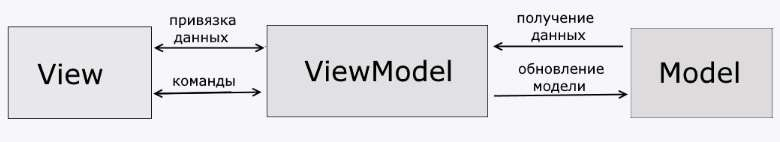 привязка
данных
View
команды
ViewModel
получение
данных
обновление
модели
Model